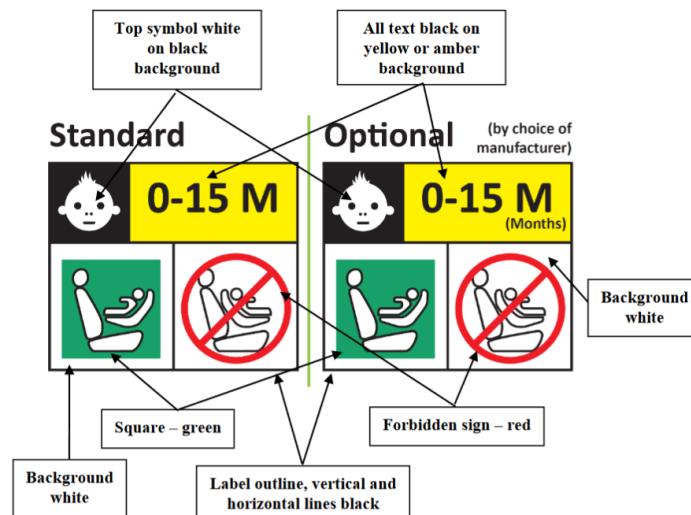 Top symbol white
on black
background
All text black on
yellow or amber
background
Standard
Optional
(by choice of
manufacturer)
0-15 M
0-15 M
(Months)
Background
white
Square – green
Forbidden sign – red
Background
white
Label outline, vertical and
horizontal lines black